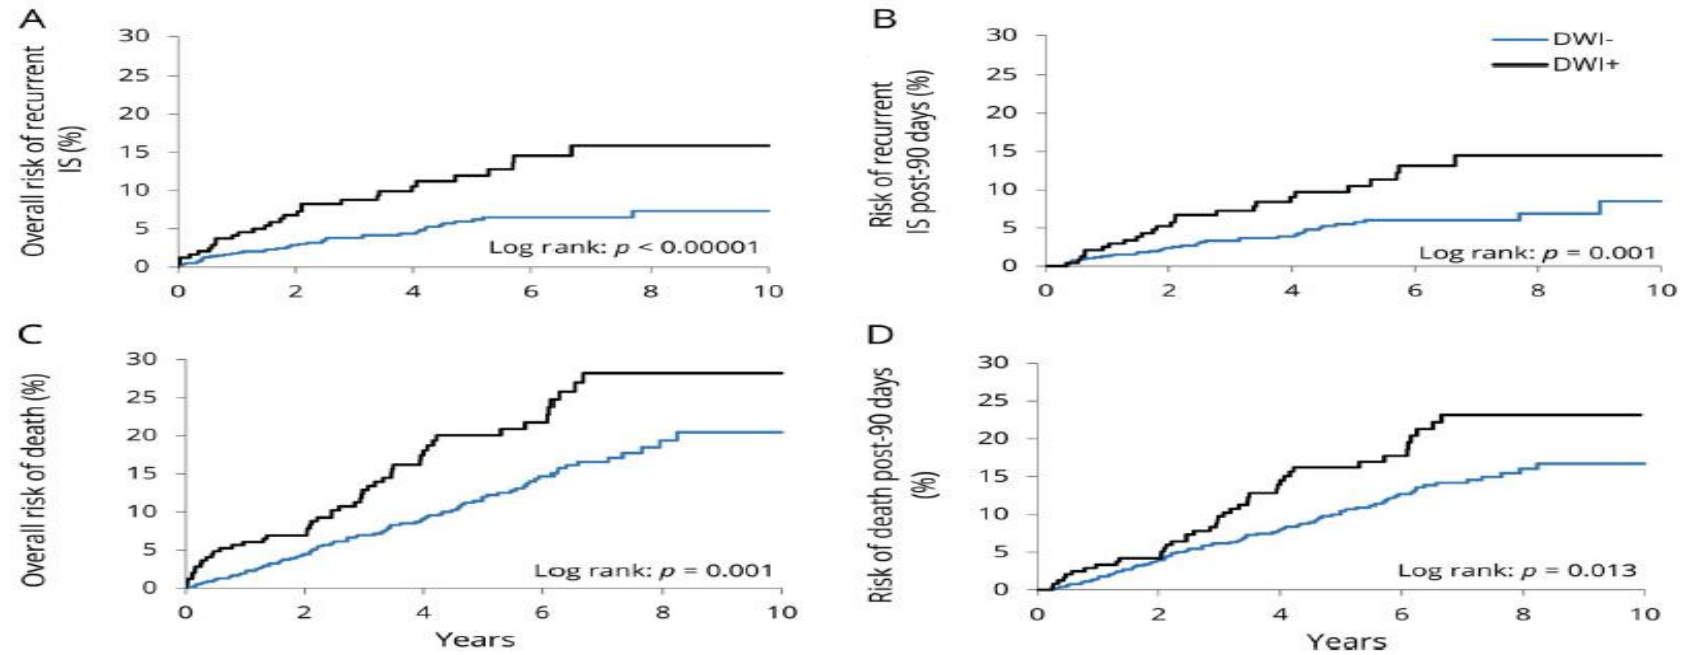 A
Overall risk of recurrent
IS (%)
30
25
20
15
10
5
0
0 2 4 6 8 10
Log rank: p < 0.00001
B
Risk of recurrent
IS post-90 days (%)
30
25
20
15
10
5
0
0 2 4 6 8 10
DWI-
DWI+
Log rank: p = 0.001
C
Overall risk of death (%)
30
25
20
15
10
5
0
0 2 4 6 8 10
Log rank: p = 0.001
Years
D
Risk of death post-90 days
(%)
30
25
20
15
10
5
0
0 2 4 6 8 10
Log rank: p = 0.013
Years